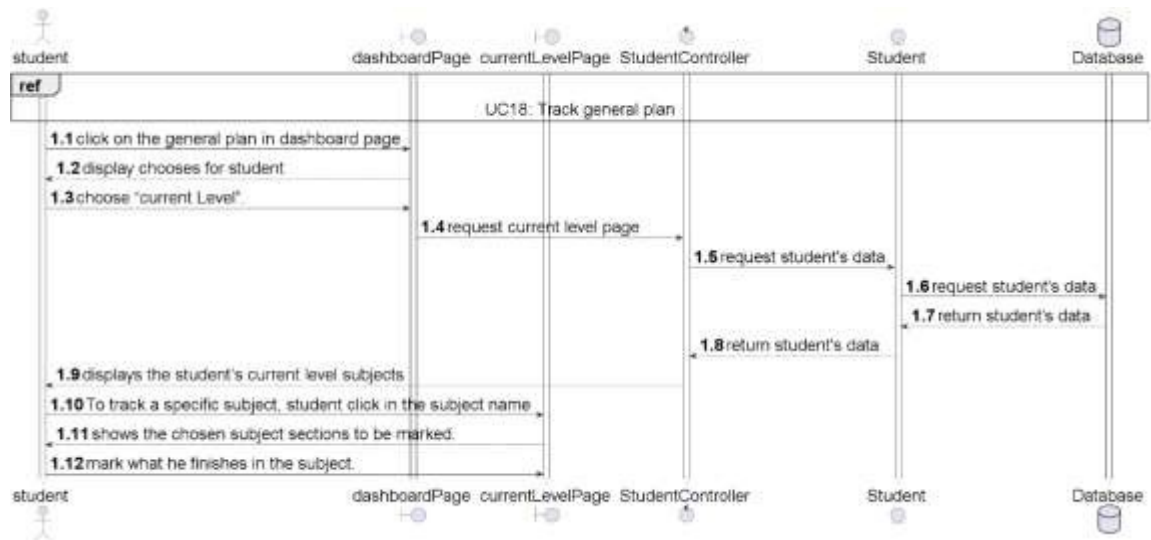 student dashboardPage currentLevelPage StudentController Student Database
ref
UC18: Track general plan
1.1 click on the general plan in dashboard page
1.2 display chooses for student
1.3 choose "current Level".
1.4 request current level page
1.5 request student's data
1.6 request student's data
1.7 return student's data
1.8 return student's data
1.9 displays the student's current level subjects
1.10 To track a specific subject, student click in the subject name
1.11 shows the chosen subject sections to be marked.
1.12 mark what he finishes in the subject.
student dashboardPage currentLevelPage StudentController Student Database